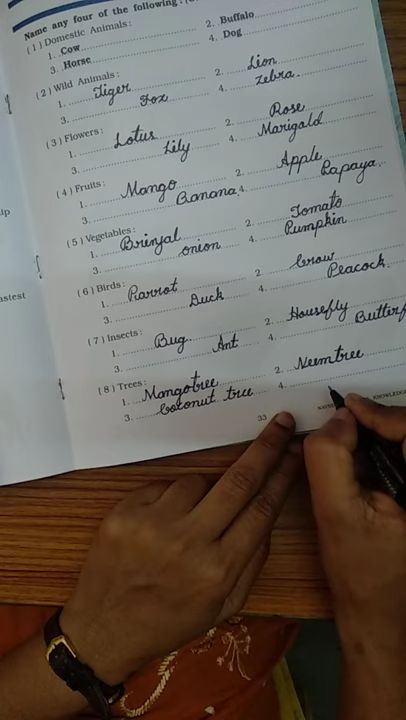 Name any four of the following :
( 1 ) Domestic Animals :
1. Cow 2. Buffalo
3. Horse 4. Dog
( 2 ) Wild Animals :
1. Tiger 2. Lion
3. Fox 4. Zebra.
( 3 ) Flowers :
1. Lotus 2. Rose
3. Lily 4. Marigold
( 4 ) Fruits :
1. Mango 2. Apple
3. Banana 4. Papaya.
( 5 ) Vegetables :
1. Brinjal 2. Tomato
3. onion 4. Pumpkin
( 6 ) Birds :
1. Parrot 2. Crow
3. Duck 4. Peacock.
( 7 ) Insects :
1. Bug. 2. Housefly
3. Ant 4. Butterf
( 8 ) Trees :
1. Mangotree 2. Neemtree
3. Coconut tree 4.
33
KNOWLEDGE